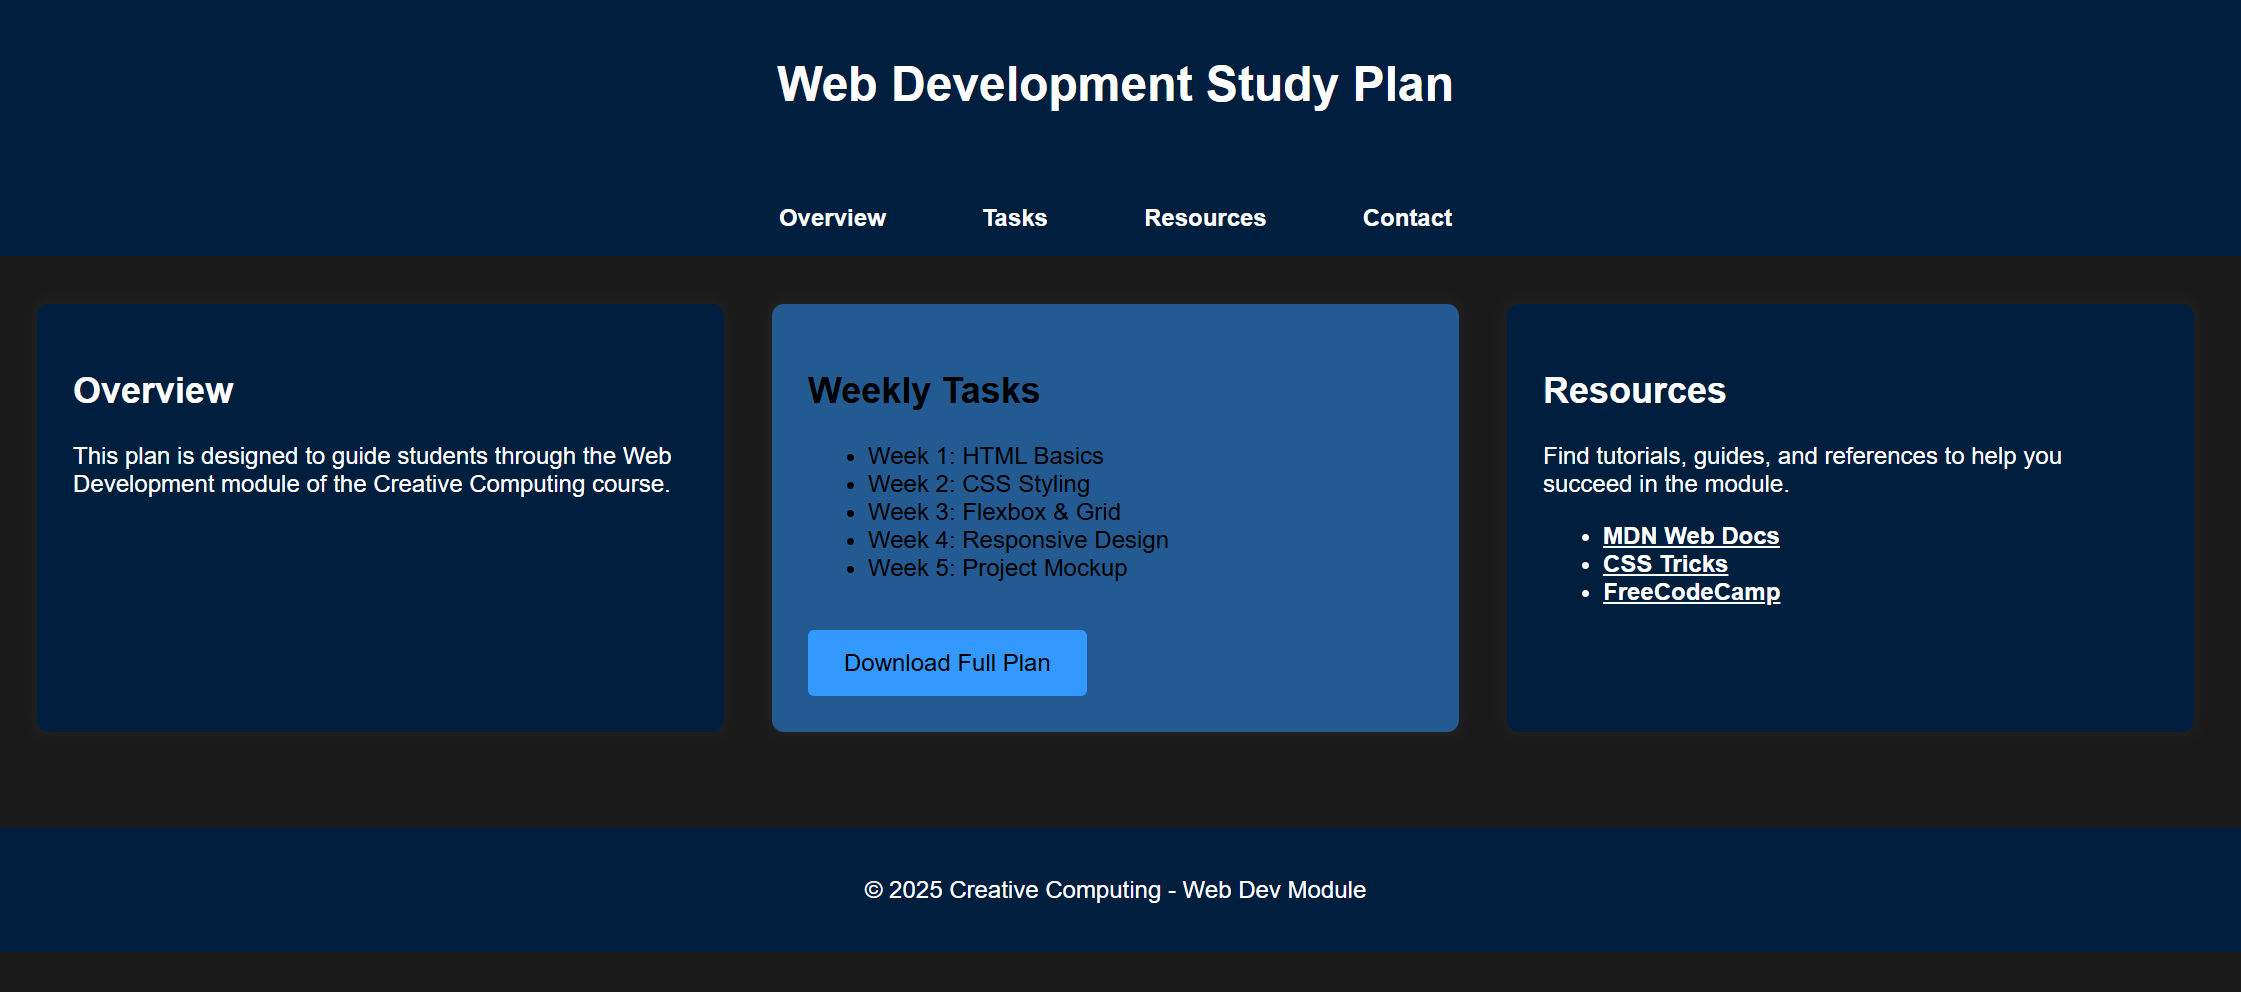 Web Development Study Plan
Overview
Tasks
Resources
Contact
Overview
This plan is designed to guide students through the Web
Development module of the Creative Computing course.
Weekly Tasks
Week 1: HTML Basics
Week 2: CSS Styling
Week 3: Flexbox & Grid
Week 4: Responsive Design
Week 5: Project Mockup
Download Full Plan
Resources
Find tutorials, guides, and references to help you
succeed in the module.
MDN Web Docs
CSS Tricks
FreeCodeCamp
© 2025 Creative Computing - Web Dev Module